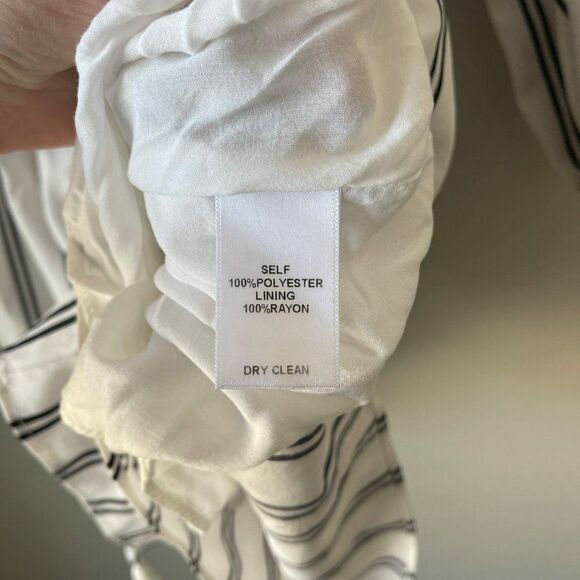 SELF
100%POLYESTER
LINING
100%RAYON
DRY CLEAN